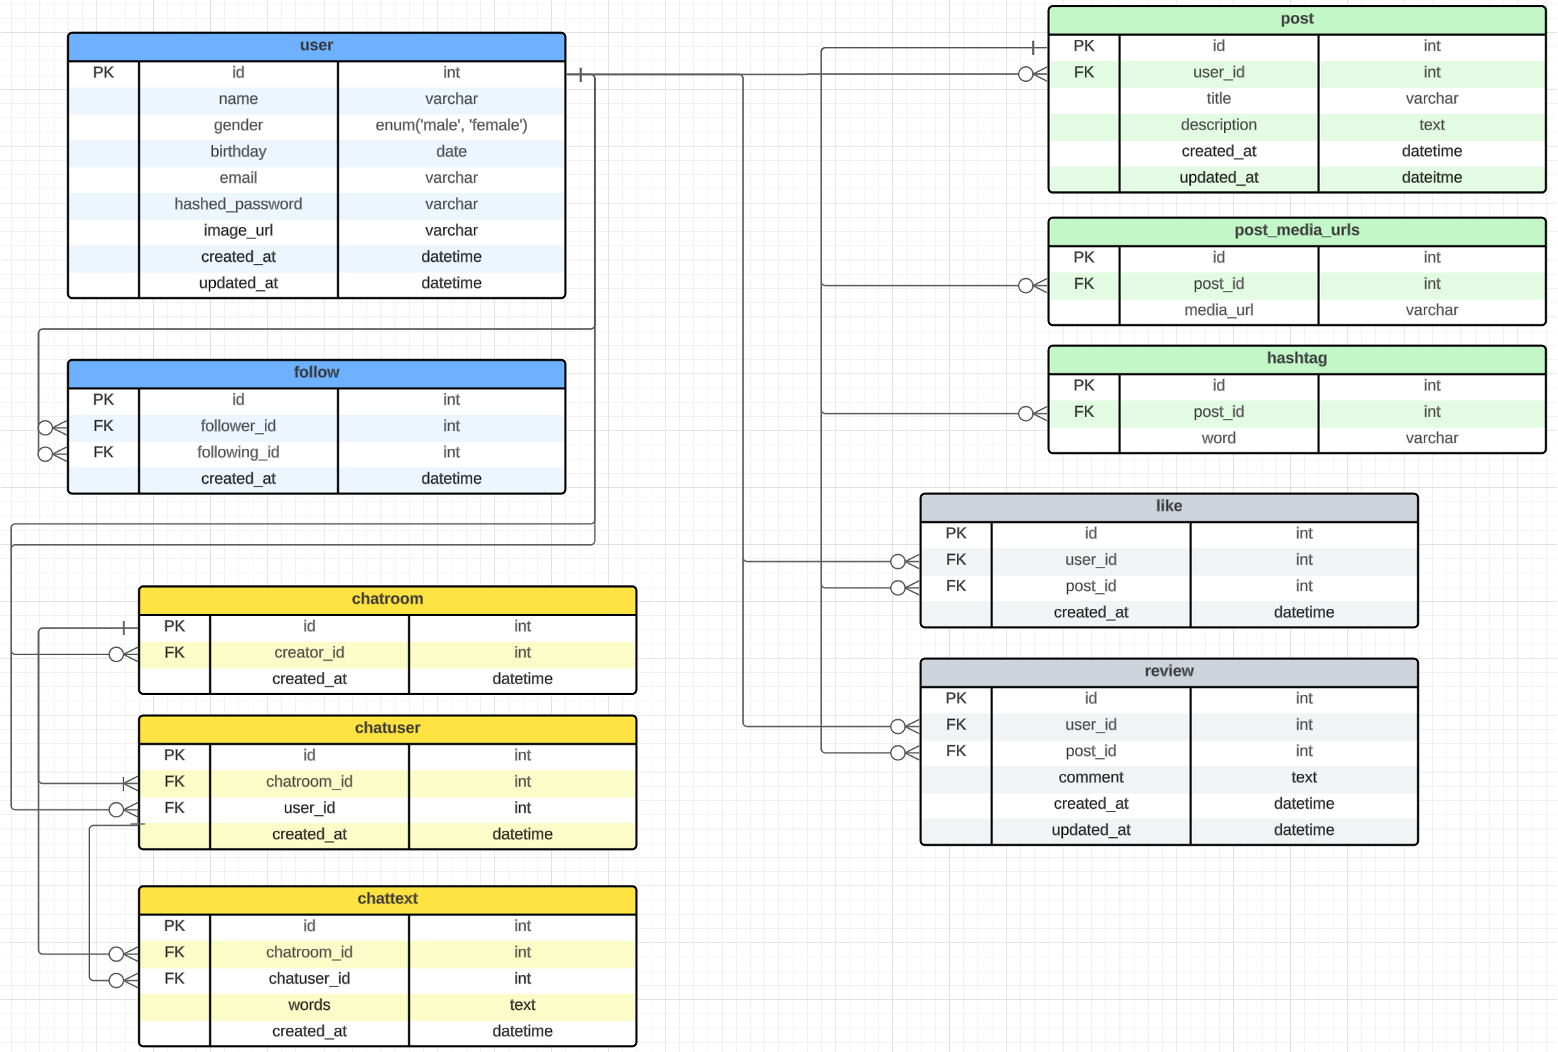 user
PK id int
name varchar
gender enum('male', 'female')
birthday date
email varchar
hashed_password varchar
image_url varchar
created_at datetime
updated_at datetime
follow
PK id int
FK follower_id int
FK following_id int
created_at datetime
chatroom
PK id int
FK creator_id int
created_at datetime
chatuser
PK id int
FK chatroom_id int
FK user_id int
created_at datetime
chattext
PK id int
FK chatroom_id int
FK chatuser_id int
words text
created_at datetime
post
PK id int
FK user_id int
title varchar
description text
created_at datetime
updated_at dateitme
post_media_urls
PK id int
FK post_id int
media_url varchar
hashtag
PK id int
FK post_id int
word varchar
like
PK id int
FK user_id int
FK post_id int
created_at datetime
review
PK id int
FK user_id int
FK post_id int
comment text
created_at datetime
updated_at datetime